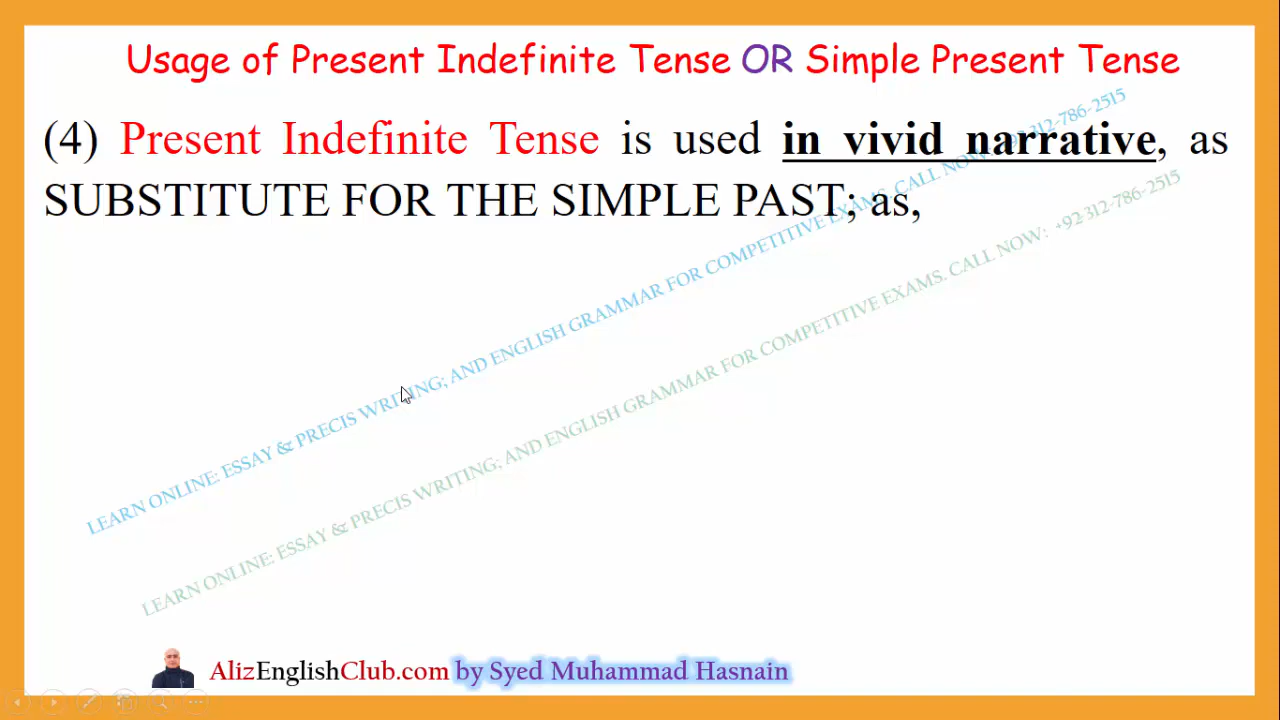 Usage of Present Indefinite Tense OR Simple Present Tense
(4) Present Indefinite Tense is used in vivid narrative, as
SUBSTITUTE FOR THE SIMPLE PAST; as,
LEARN ONLINE: ESSAY & PRECIS WRITING; AND ENGLISH GRAMMAR FOR COMPETITIVE EXAMS. CALL NOW: +92-312-786-2515
LEARN ONLINE: ESSAY & PRECIS WRITING; AND ENGLISH GRAMMAR FOR COMPETITIVE EXAMS. CALL NOW: +92-312-786-2515
AlizEnglishClub.com by Syed Muhammad Hasnain